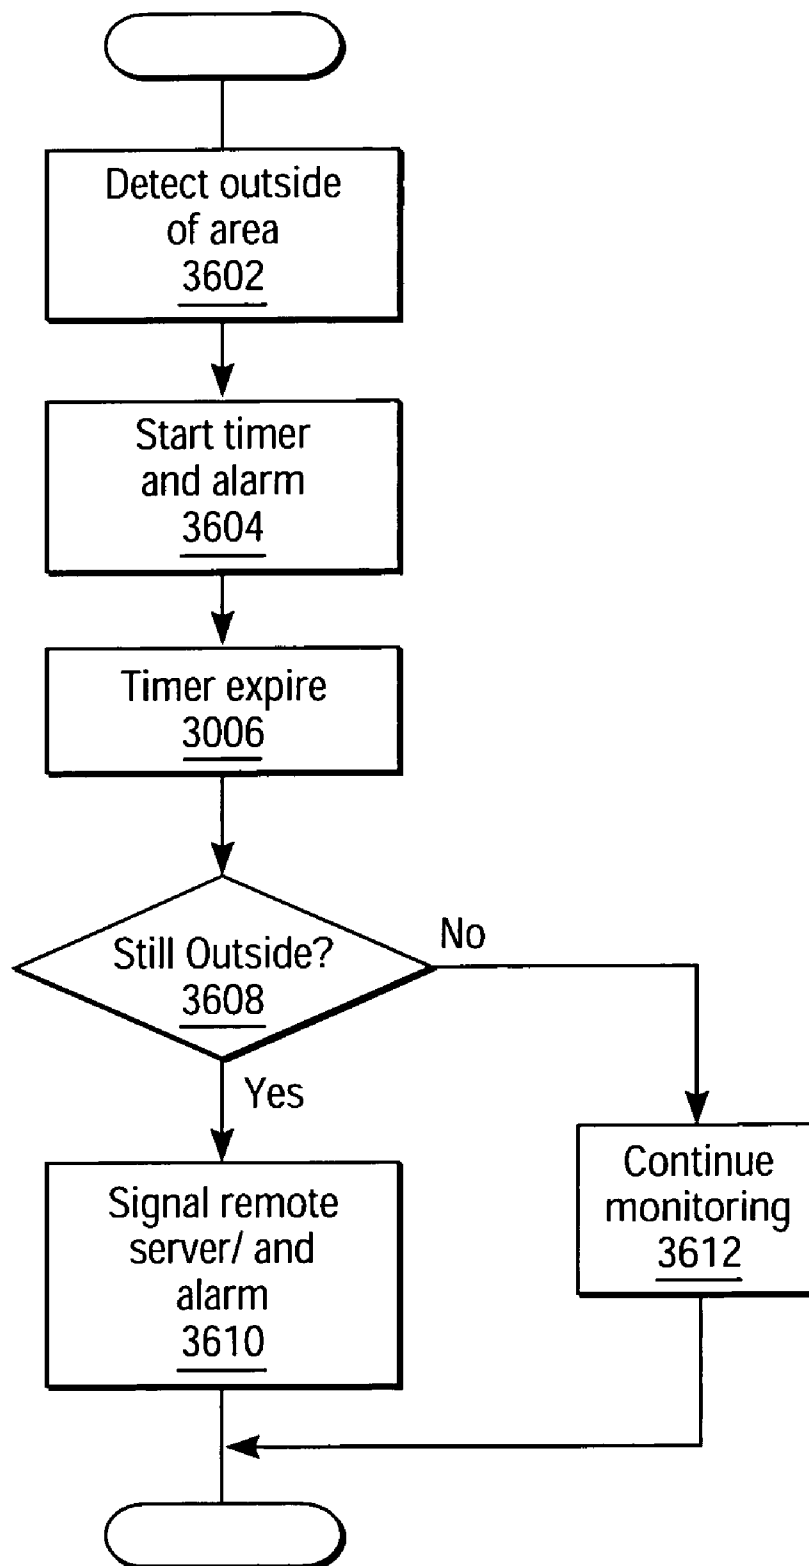 Detect outside
of area
3602
Start timer
and alarm
3604
Timer expire
3006
Still Outside?
3608
No
Yes
Signal remote
server/ and
alarm
3610
Continue
monitoring
3612